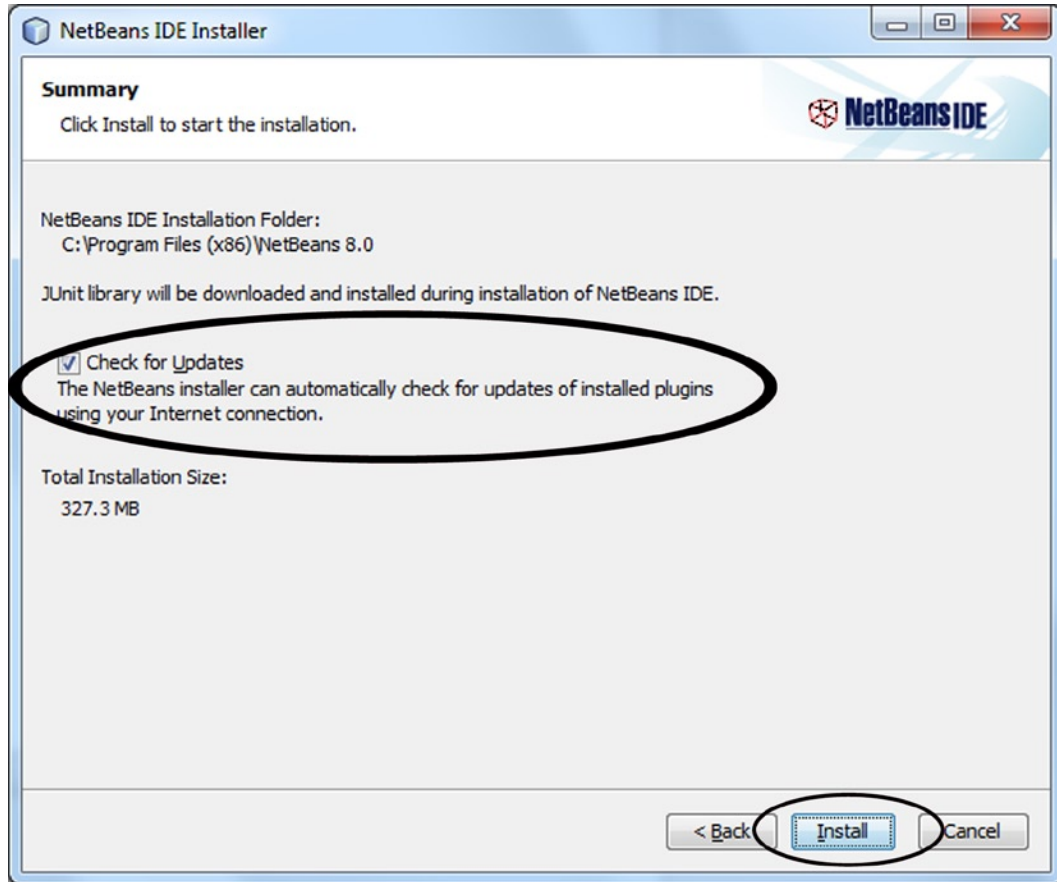 NetBeans IDE Installer
Summary
Click Install to start the installation.
NetBeans IDE
NetBeans IDE Installation Folder:
C:\Program Files (x86)\NetBeans 8.0
JUnit library will be downloaded and installed during installation of NetBeans IDE.
Check for Updates
The NetBeans installer can automatically check for updates of installed plugins
using your Internet connection.
Total Installation Size:
327.3 MB
< Back Install Cancel